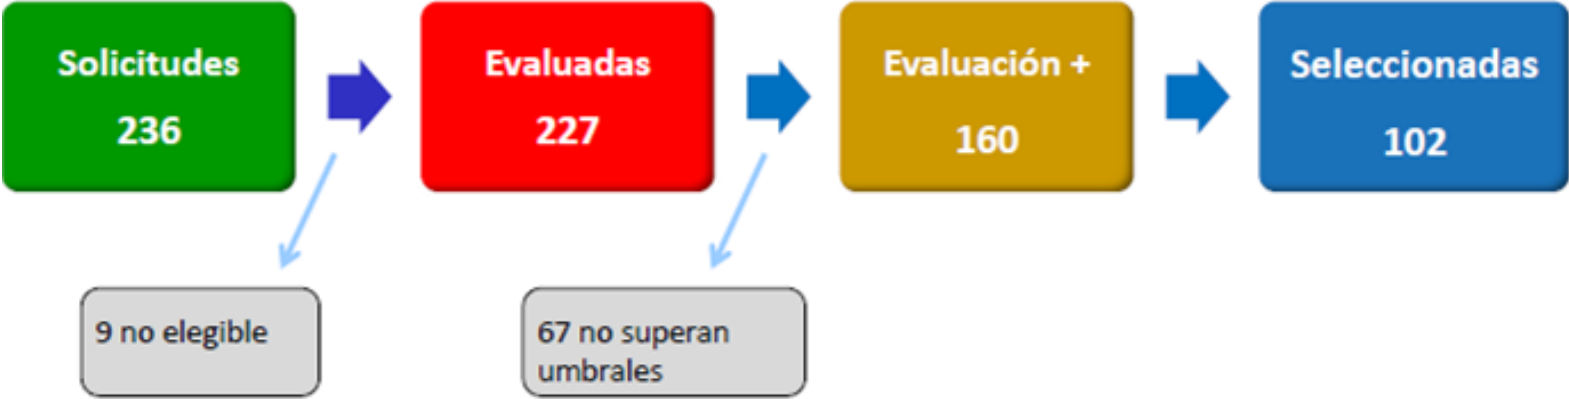 Solicitudes
236
Evaluadas
227
Evaluación +
160
Seleccionadas
102
9 no elegible
67 no superan
umbrales